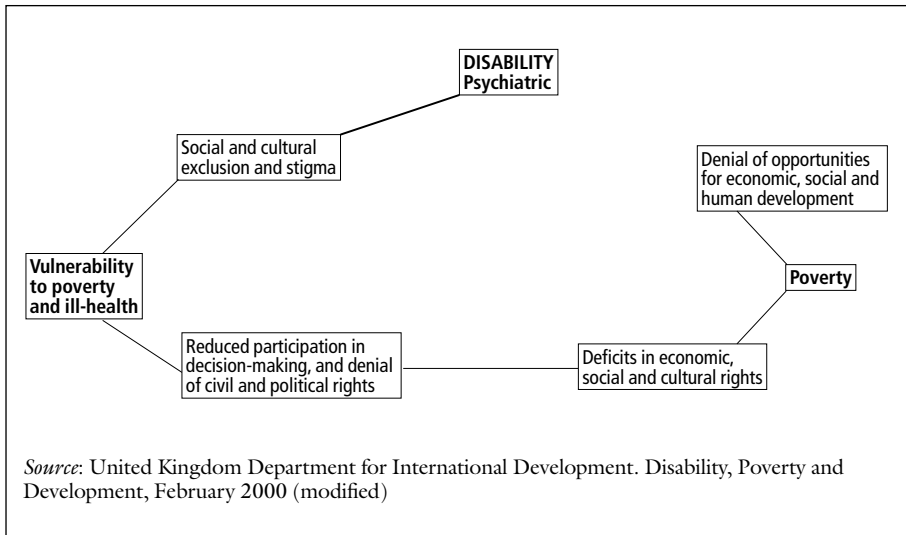 DISABILITY
Psychiatric
Social and cultural
exclusion and stigma
Denial of opportunities
for economic, social and
human development
Vulnerability
to poverty
and ill-health
Poverty
Reduced participation in
decision-making, and denial
of civil and political rights
Deficits in economic,
social and cultural rights
Source: United Kingdom Department for International Development. Disability, Poverty and
Development, February 2000 (modified)